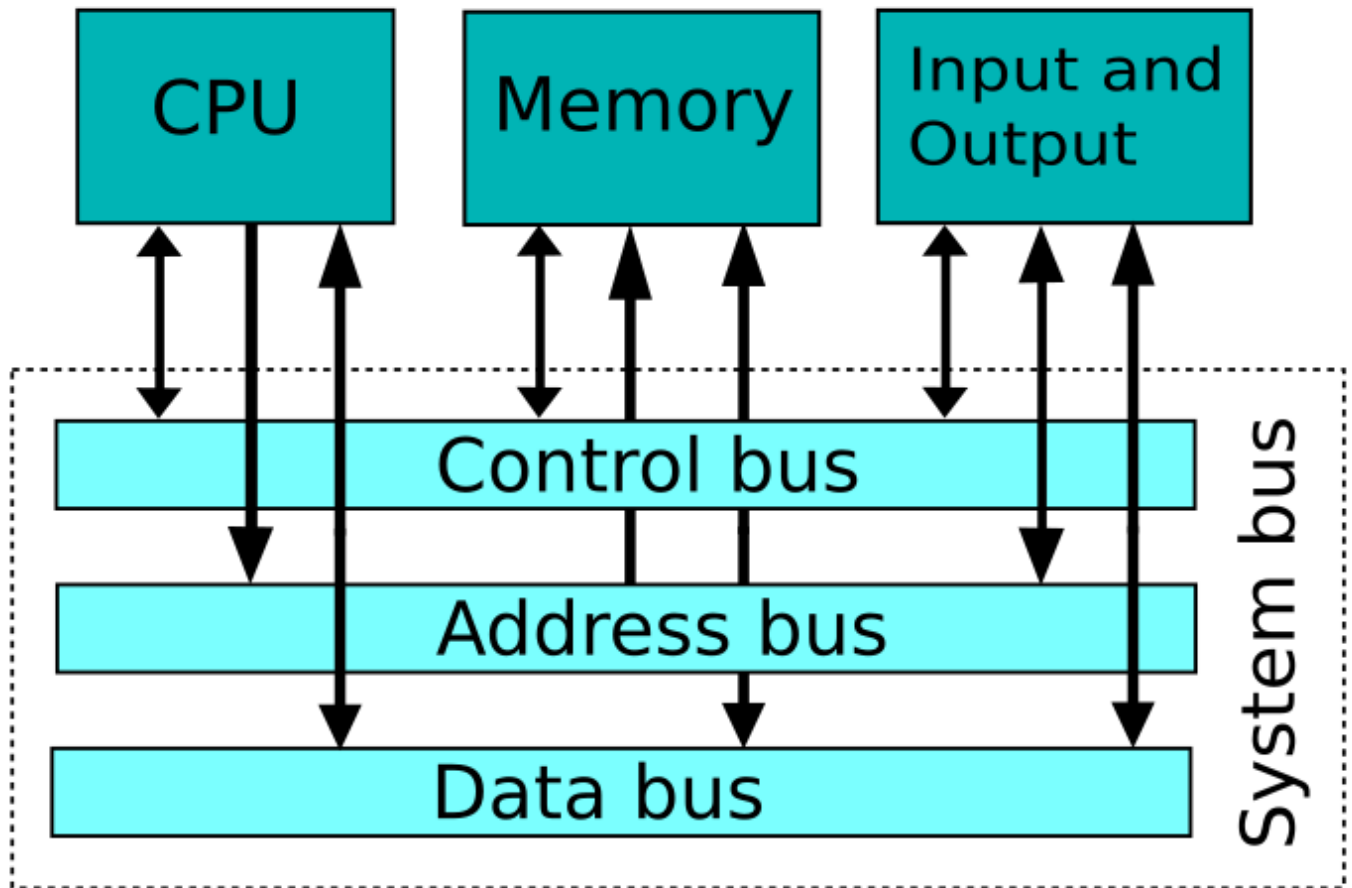 CPU
Memory
Input and
Output
Control bus
Address bus
Data bus
System bus